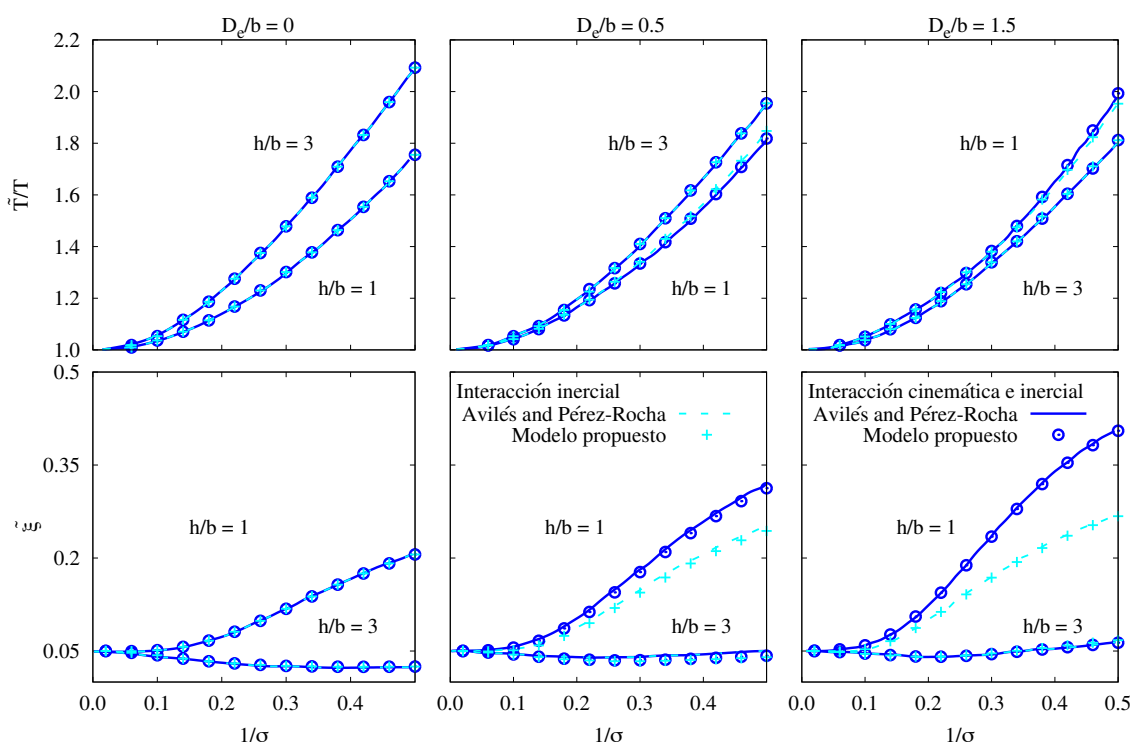 D_e/b = 0
D_e/b = 0.5
D_e/b = 1.5
T̃/T
2.2
2.0
1.8
1.6
1.4
1.2
1.0
h/b = 3
h/b = 1
h/b = 3
h/b = 1
h/b = 1
h/b = 3
ξ̃
0.5
0.35
0.2
0.05
h/b = 1
h/b = 3
Interacción inercial
Avilés and Pérez-Rocha
Modelo propuesto
h/b = 1
h/b = 3
Interacción cinemática e inercial
Avilés and Pérez-Rocha
Modelo propuesto
h/b = 1
h/b = 3
0.0 0.1 0.2 0.3 0.4
0.0 0.1 0.2 0.3 0.4
0.0 0.1 0.2 0.3 0.4 0.5
1/σ
1/σ
1/σ